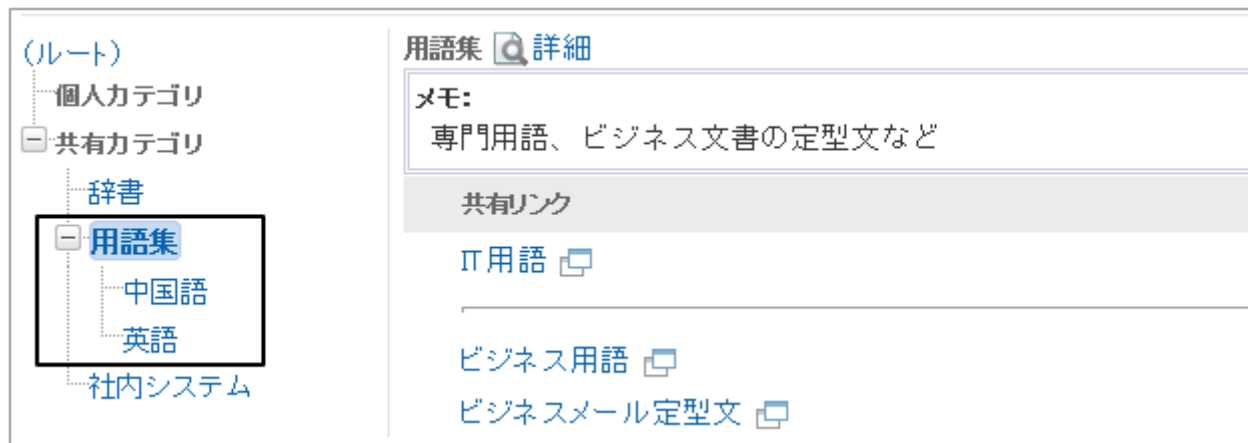 (ルート)
個人カテゴリ
共有カテゴリ
辞書
用語集
中国語
英語
社内システム
用語集 詳細
メモ:
専門用語、ビジネス文書の定型文など
共有リンク
IT用語
ビジネス用語
ビジネスメール定型文